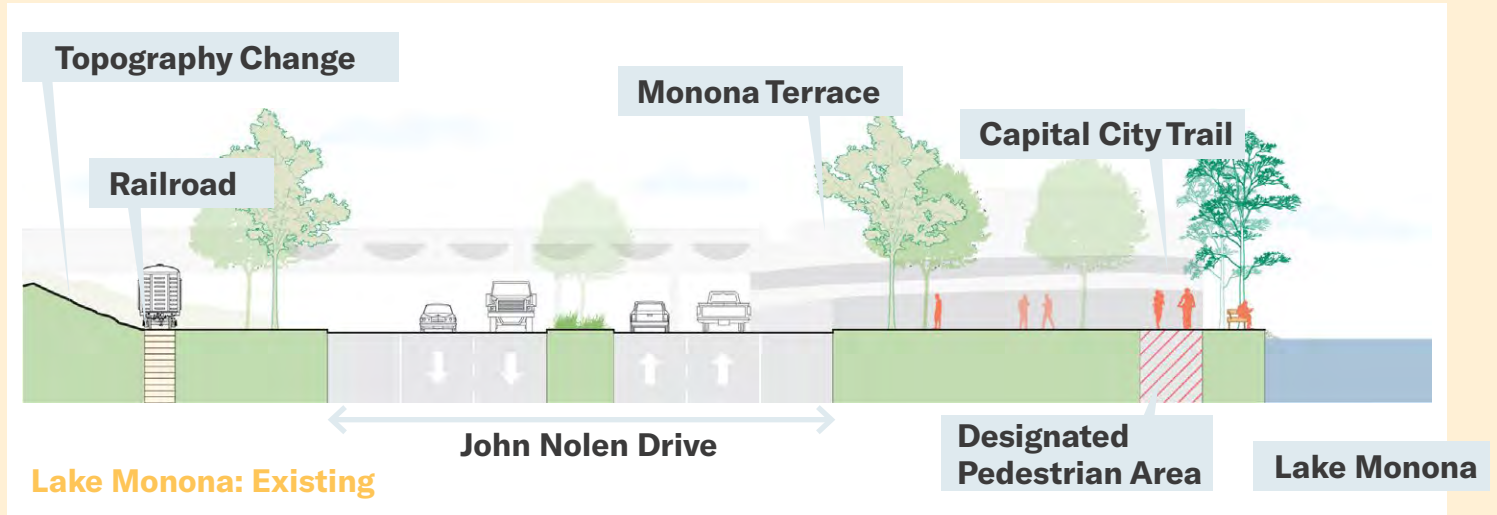 Topography Change
Monona Terrace
Capital City Trail
Railroad
John Nolen Drive
Designated
Pedestrian Area
Lake Monona
Lake Monona: Existing